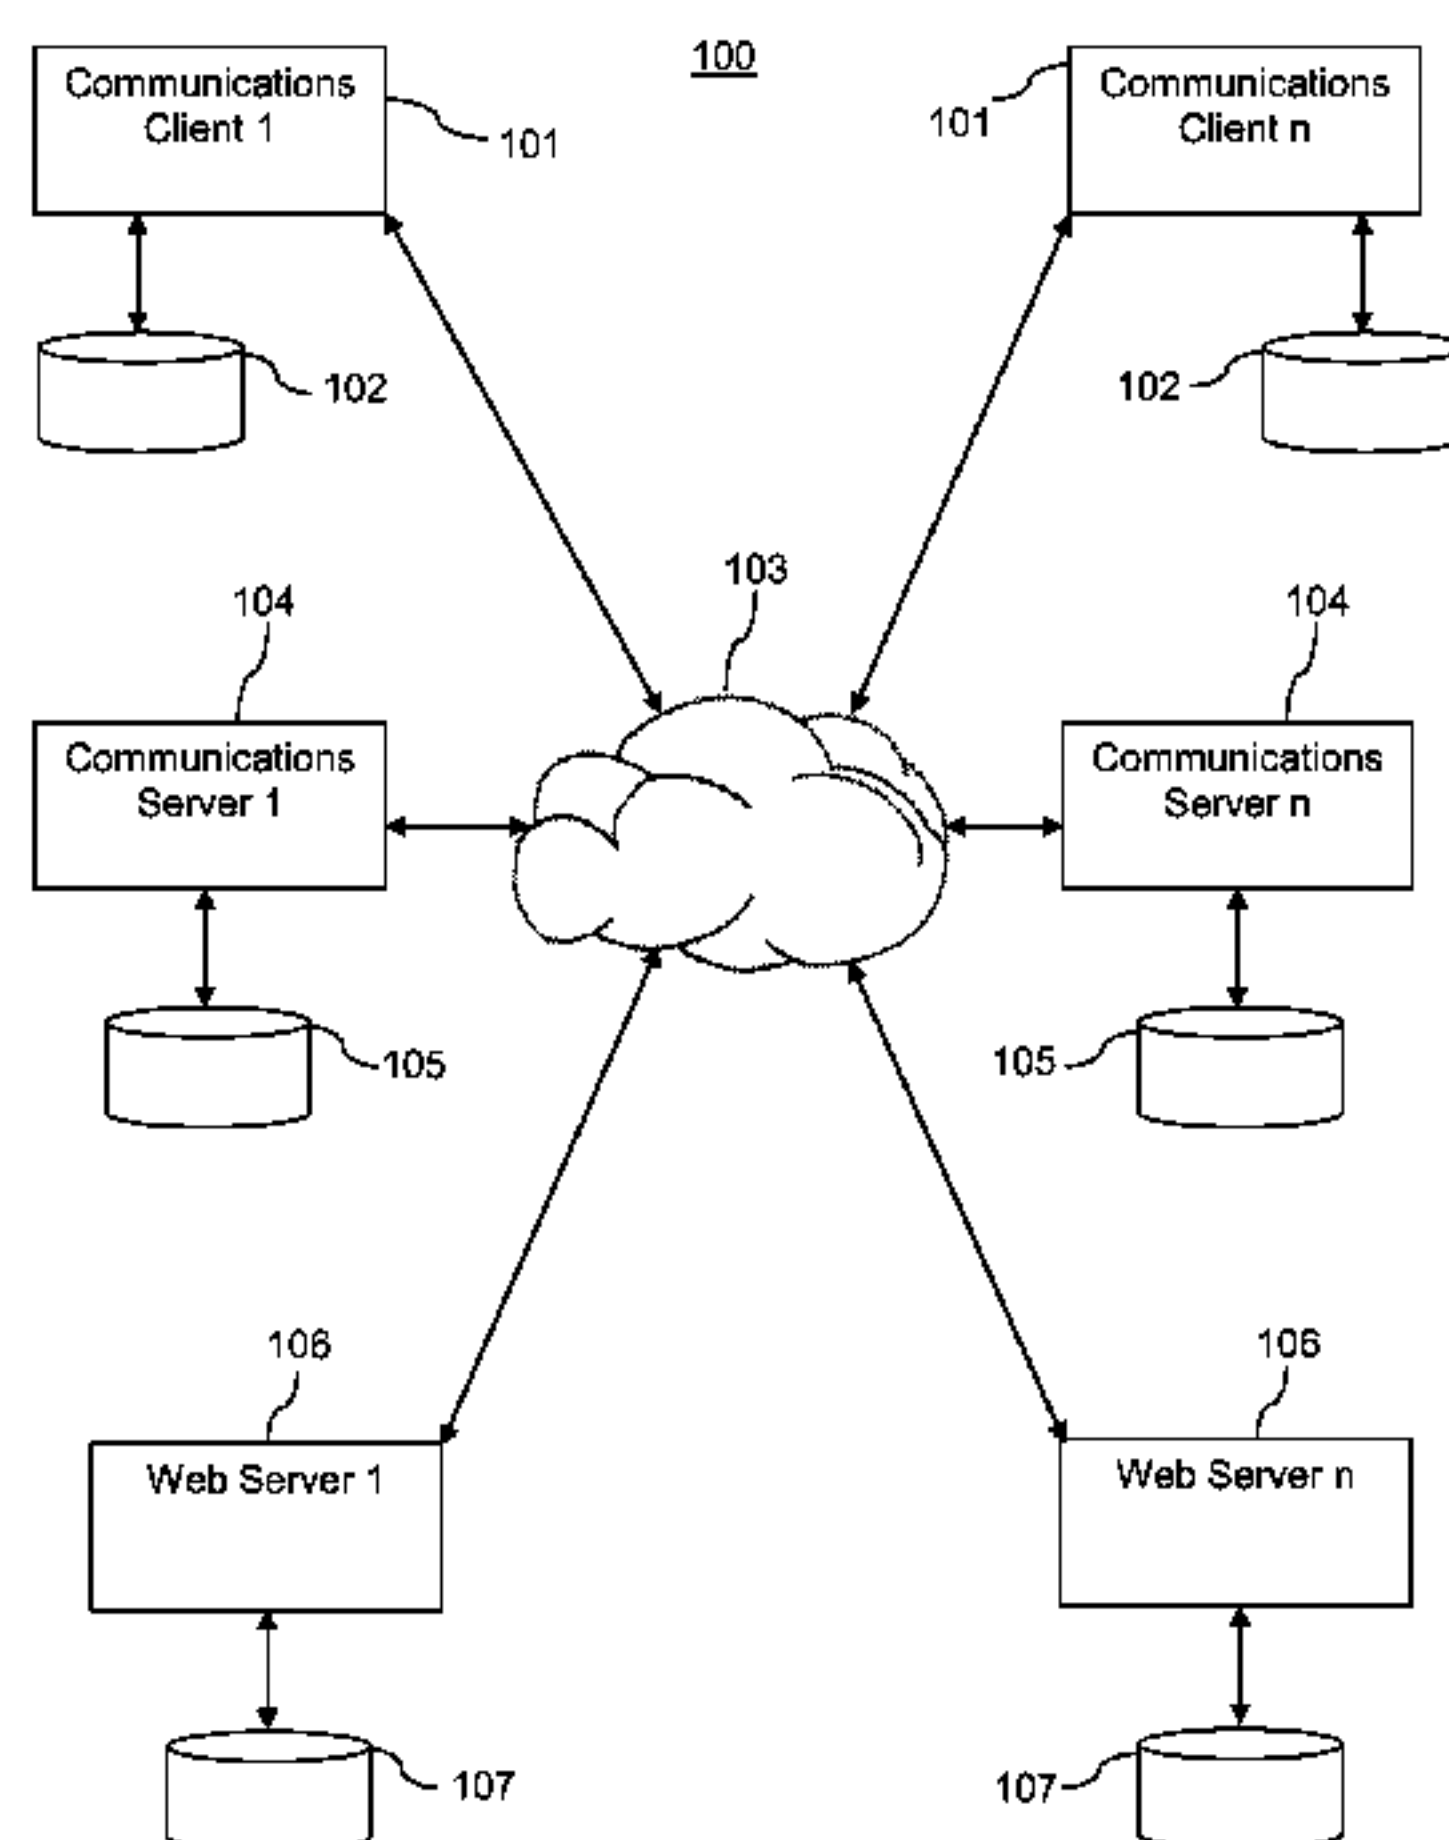 100
Communications
Client 1
101
101
Communications
Client n
102
102
103
104
104
Communications
Server 1
Communications
Server n
105
105
106
106
Web Server 1
Web Server n
107
107